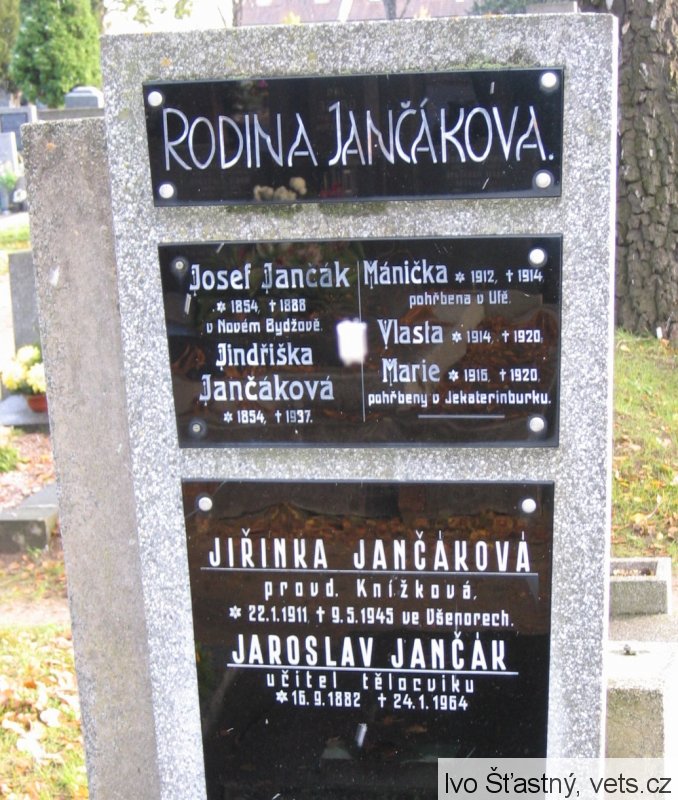 RODINA JANČÁKOVA.
Josef Jančák
* 1854, † 1888
v Novém Bydžově.
Jindřiška
Jančáková
* 1854, † 1937.
Mánička * 1912, † 1914.
pohřbena v Ufě.
Vlasta * 1914, † 1920.
Marie * 1916, † 1920.
pohřbeny v Jekaterinburku.
JIŘINKA JANČÁKOVÁ
provd. Knížková,
* 22.1.1911, † 9.5.1945 ve Všenorech.
JAROSLAV JANČÁK
učitel tělocviku
* 16.9.1882 † 24.1.1964
Ivo Šťastný, vets.cz